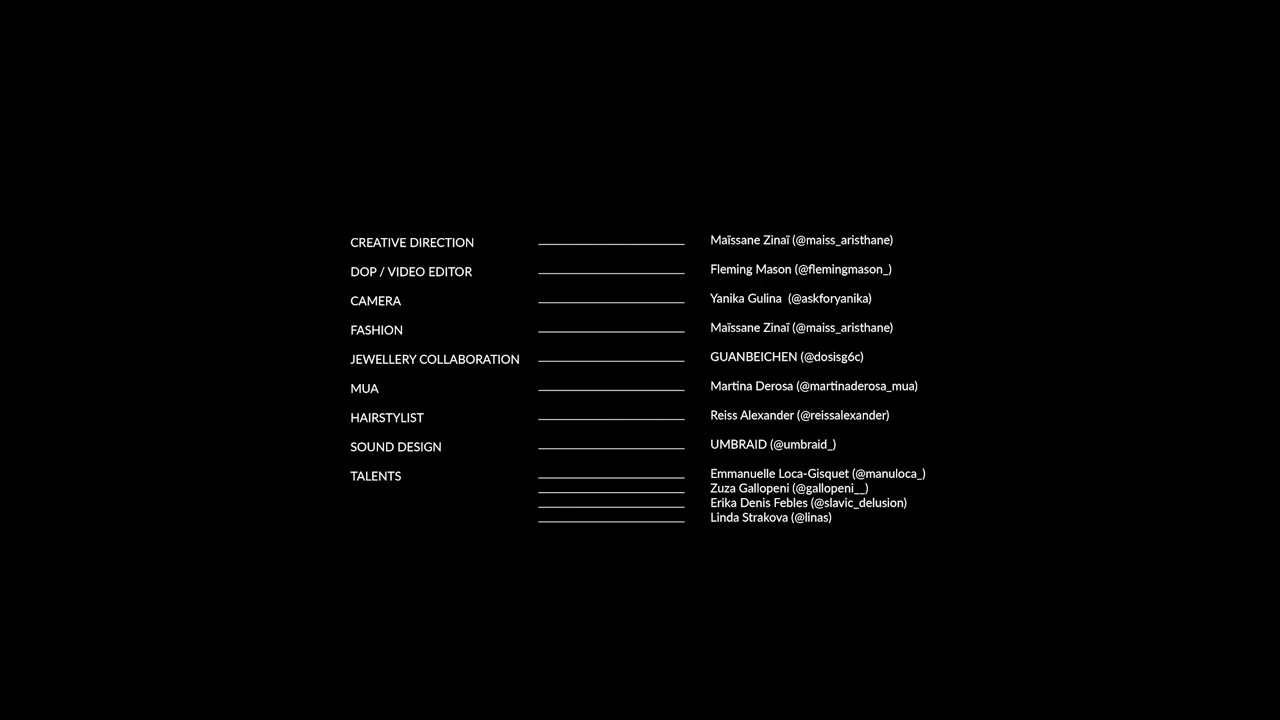 CREATIVE DIRECTION Maïssane Zinaï (@maiss_aristhane)
DOP / VIDEO EDITOR Fleming Mason (@flemingmason_)
CAMERA Yanika Gulina (@askforyanika)
FASHION Maïssane Zinaï (@maiss_aristhane)
JEWELLERY COLLABORATION GUANBEICHEN (@dosisg6c)
MUA Martina Derosa (@martinaderosa_mua)
HAIRSTYLIST Reiss Alexander (@reissalexander)
SOUND DESIGN UMBRAID (@umbraid_)
TALENTS Emmanuelle Loca-Gisquet (@manuloca_)
Zuza Gallopeni (@gallopeni__)
Erika Denis Febles (@slavic_delusion)
Linda Strakova (@linas)